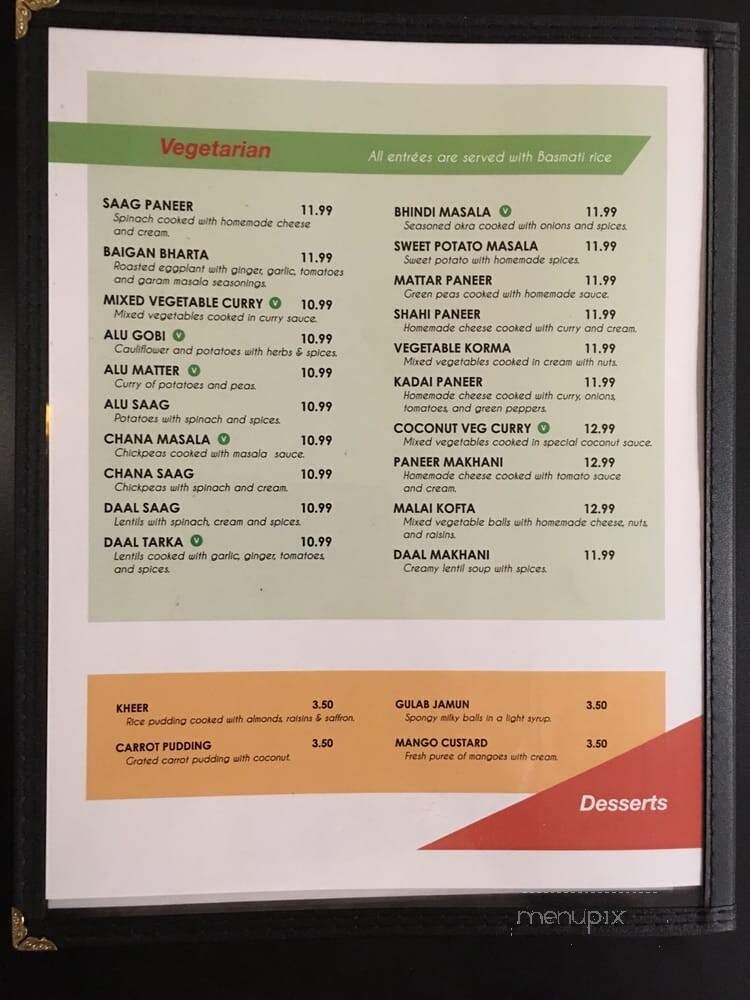 Vegetarian
All entrées are served with Basmati rice
SAAG PANEER 11.99
Spinach cooked with homemade cheese
and cream.
BAIGAN BHARTA 11.99
Roasted eggplant with ginger, garlic, tomatoes
and garam masala seasonings.
MIXED VEGETABLE CURRY V 10.99
Mixed vegetables cooked in curry sauce.
ALU GOBI V 10.99
Cauliflower and potatoes with herbs & spices.
ALU MATTER V 10.99
Curry of potatoes and peas.
ALU SAAG 10.99
Potatoes with spinach and spices.
CHANA MASALA V 10.99
Chickpeas cooked with masala sauce.
CHANA SAAG 10.99
Chickpeas with spinach and cream.
DAAL SAAG 10.99
Lentils with spinach, cream and spices.
DAAL TARKA V 10.99
Lentils cooked with garlic, ginger, tomatoes,
and spices.
BHINDI MASALA V 11.99
Seasoned okra cooked with onions and spices.
SWEET POTATO MASALA 11.99
Sweet potato with homemade spices.
MATTAR PANEER 11.99
Green peas cooked with homemade sauce.
SHAHI PANEER 11.99
Homemade cheese cooked with curry and cream.
VEGETABLE KORMA 11.99
Mixed vegetables cooked in cream with nuts.
KADAI PANEER 11.99
Homemade cheese cooked with curry, onions,
tomatoes, and green peppers.
COCONUT VEG CURRY V 12.99
Mixed vegetables cooked in special coconut sauce.
PANEER MAKHANI 12.99
Homemade cheese cooked with tomato sauce
and cream.
MALAI KOFTA 12.99
Mixed vegetable balls with homemade cheese, nuts,
and raisins.
DAAL MAKHANI 11.99
Creamy lentil soup with spices.
KHEER 3.50
Rice pudding cooked with almonds, raisins & saffron.
CARROT PUDDING 3.50
Grated carrot pudding with coconut.
GULAB JAMUN 3.50
Spongy milky balls in a light syrup.
MANGO CUSTARD 3.50
Fresh puree of mangoes with cream.
Desserts
menupix